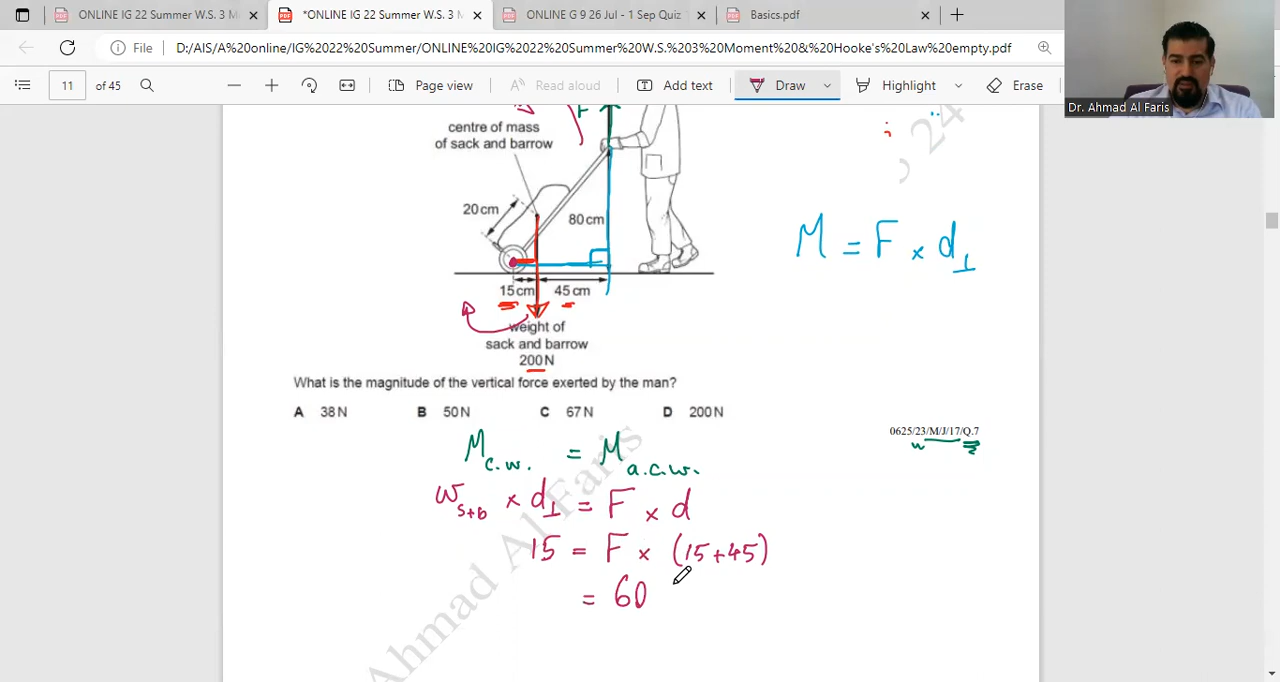 ONLINE IG 22 Summer W.S. 3 M
*ONLINE IG 22 Summer W.S. 3 M
ONLINE G 9 26 Jul - 1 Sep Quiz
Basics.pdf
File
D:/AIS/A%20online/IG%2022%20Summer/ONLINE%20IG%2022%20Summer%20W.S.%203%20Moment%20&%20Hooke's%20Law%20empty.pdf
11 of 45
Page view
Read aloud
Add text
Draw
Highlight
Erase
Dr. Ahmad Al Faris
F
24
centre of mass
of sack and barrow
20 cm
80 cm
M = F × d⊥
15 cm 45 cm
weight of
sack and barrow
200 N
What is the magnitude of the vertical force exerted by the man?
A 38 N B 50 N C 67 N D 200 N
0625/23/M/J/17/Q.7
M c.w. = M a.c.w.
W s+b × d⊥ = F × d
15 = F × (15+45)
= 60
Ahmad Al Faris